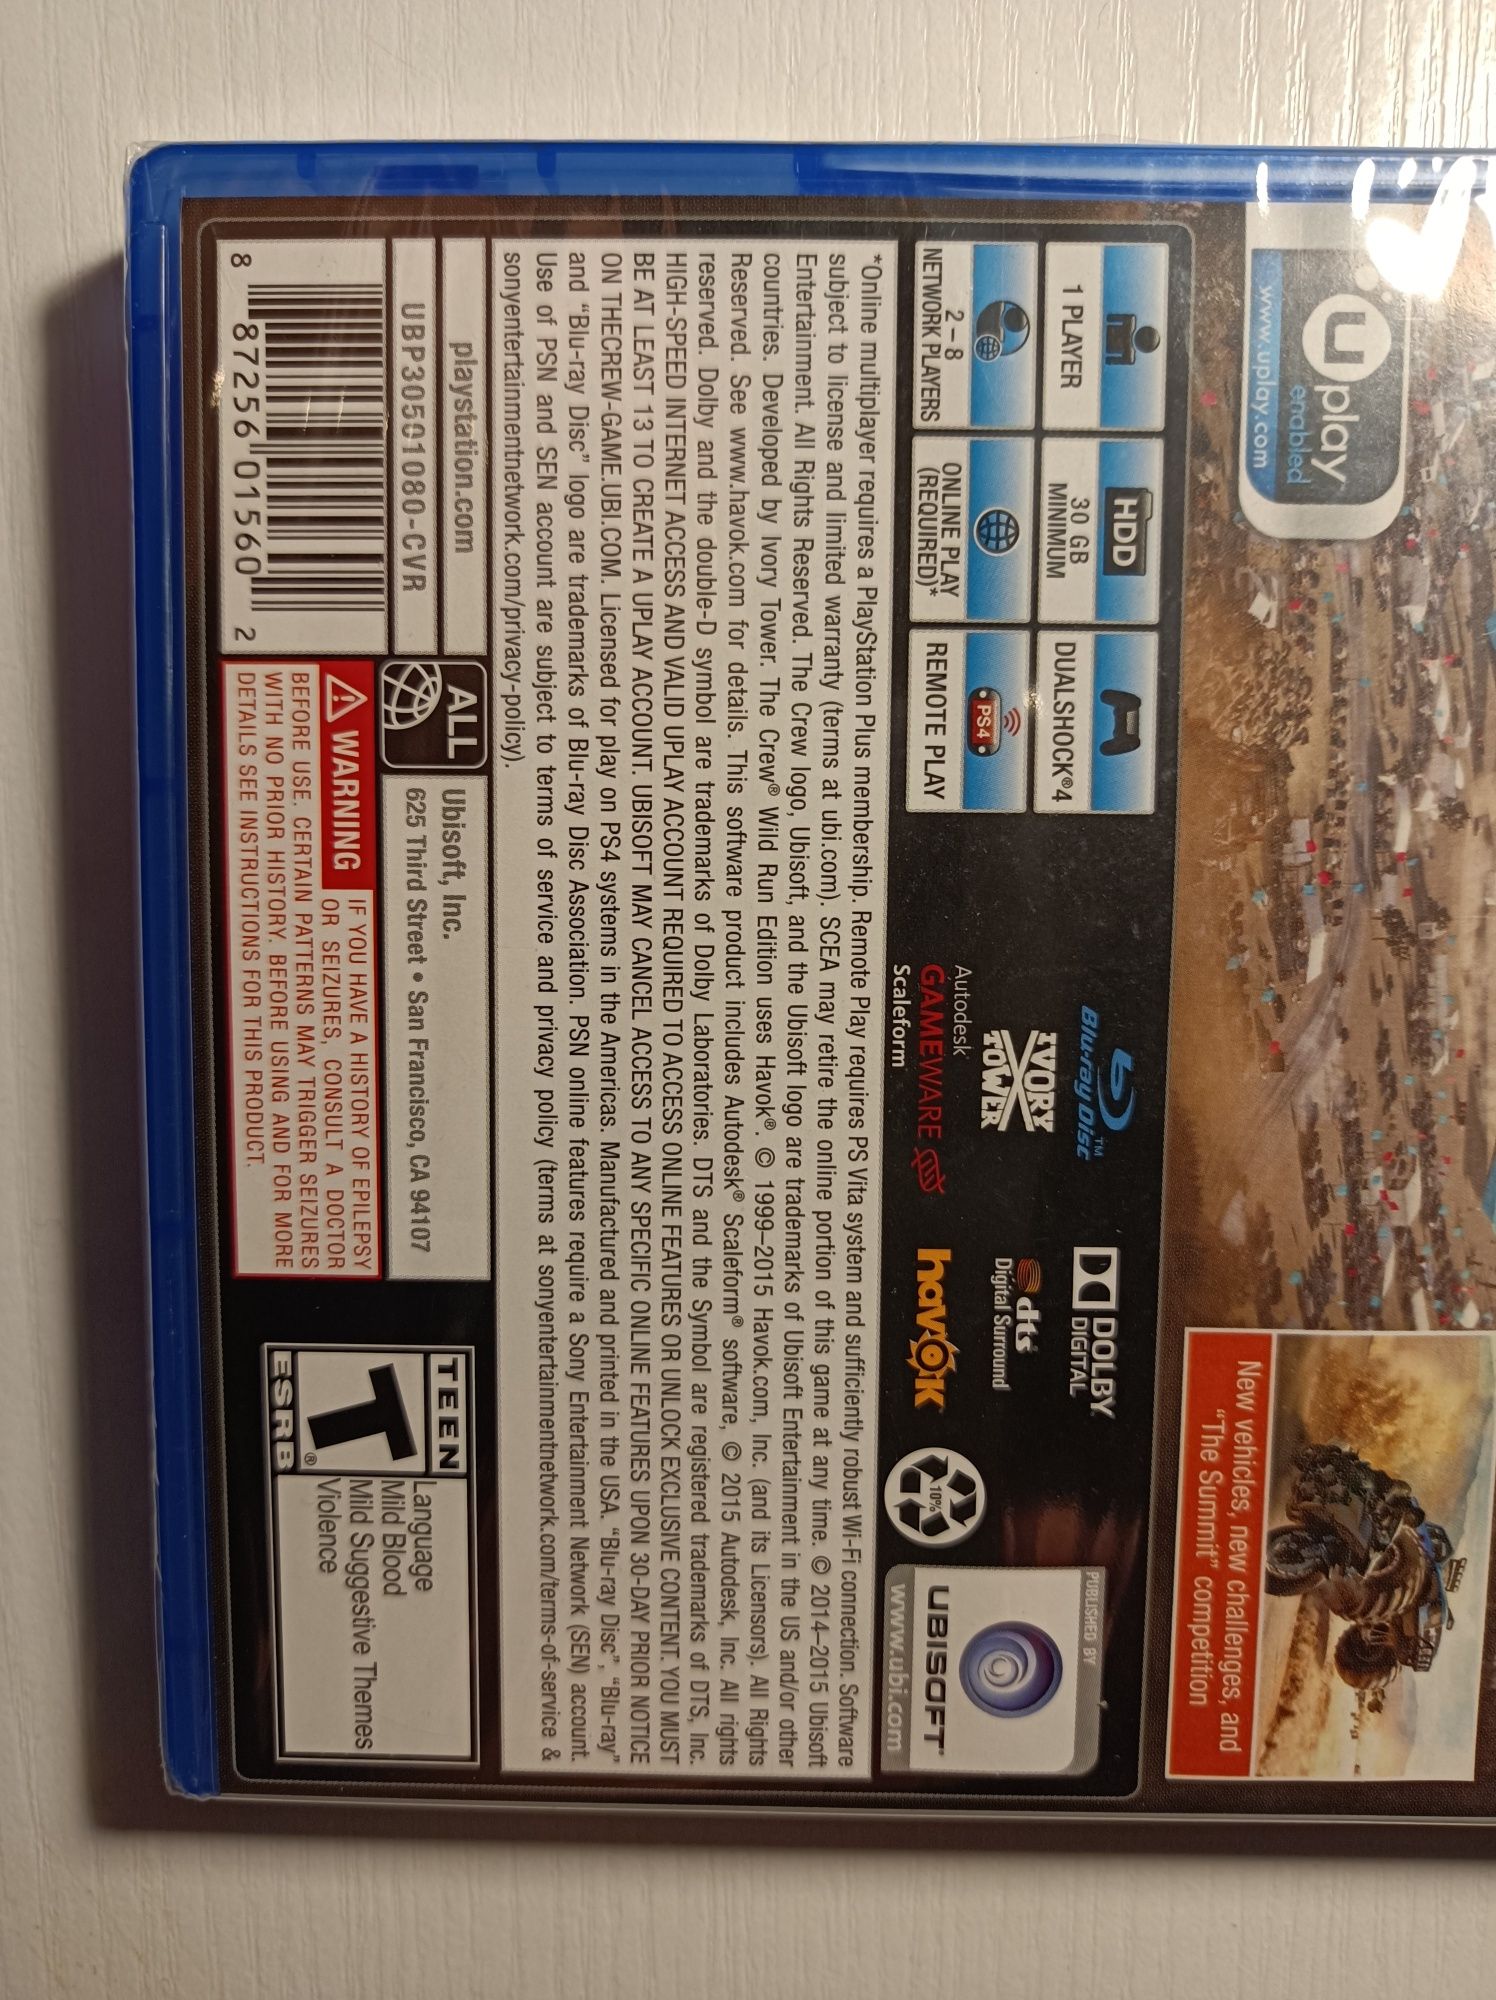 Uplay
enabled
www.uplay.com
New vehicles, new challenges, and
"The Summit" competition
1 PLAYER
HDD
30 GB
MINIMUM
DUALSHOCK®4
2–8
NETWORK PLAYERS
ONLINE PLAY
(REQUIRED)*
PS4
REMOTE PLAY
Blu-ray Disc™
IVORY
TOWER
Autodesk
GAMEWARE
Scaleform
DOLBY
DIGITAL
dts
Digital Surround
havok
10%
PUBLISHED BY
UBISOFT
www.ubi.com
*Online multiplayer requires a PlayStation Plus membership. Remote Play requires PS Vita system and sufficiently robust Wi-Fi connection. Software
subject to license and limited warranty (terms at ubi.com). SCEA may retire the online portion of this game at any time. © 2014–2015 Ubisoft
Entertainment. All Rights Reserved. The Crew logo, Ubisoft, and the Ubisoft logo are trademarks of Ubisoft Entertainment in the US and/or other
countries. Developed by Ivory Tower. The Crew® Wild Run Edition uses Havok®. © 1999–2015 Havok.com, Inc. (and its Licensors). All Rights
Reserved. See www.havok.com for details. This software product includes Autodesk® Scaleform® software, © 2015 Autodesk, Inc. All rights
reserved. Dolby and the double-D symbol are trademarks of Dolby Laboratories. DTS and the Symbol are registered trademarks of DTS, Inc.
HIGH-SPEED INTERNET ACCESS AND VALID UPLAY ACCOUNT REQUIRED TO ACCESS ONLINE FEATURES OR UNLOCK EXCLUSIVE CONTENT. YOU MUST
BE AT LEAST 13 TO CREATE A UPLAY ACCOUNT. UBISOFT MAY CANCEL ACCESS TO ANY SPECIFIC ONLINE FEATURES UPON 30-DAY PRIOR NOTICE
ON THECREW-GAME.UBI.COM. Licensed for play on PS4 systems in the Americas. Manufactured and printed in the USA. "Blu-ray Disc", "Blu-ray"
and "Blu-ray Disc" logo are trademarks of Blu-ray Disc Association. PSN online features require a Sony Entertainment Network (SEN) account.
Use of PSN and SEN account are subject to terms of service and privacy policy (terms at sonyentertainmentnetwork.com/terms-of-service &
sonyentertainmentnetwork.com/privacy-policy).
playstation.com
UBP30501080-CVR
8 87256 01560 2
ALL
Ubisoft, Inc.
625 Third Street • San Francisco, CA 94107
WARNING
IF YOU HAVE A HISTORY OF EPILEPSY
OR SEIZURES, CONSULT A DOCTOR
BEFORE USE. CERTAIN PATTERNS MAY TRIGGER SEIZURES
WITH NO PRIOR HISTORY. BEFORE USING AND FOR MORE
DETAILS SEE INSTRUCTIONS FOR THIS PRODUCT.
TEEN
T®
ESRB
Language
Mild Blood
Mild Suggestive Themes
Violence